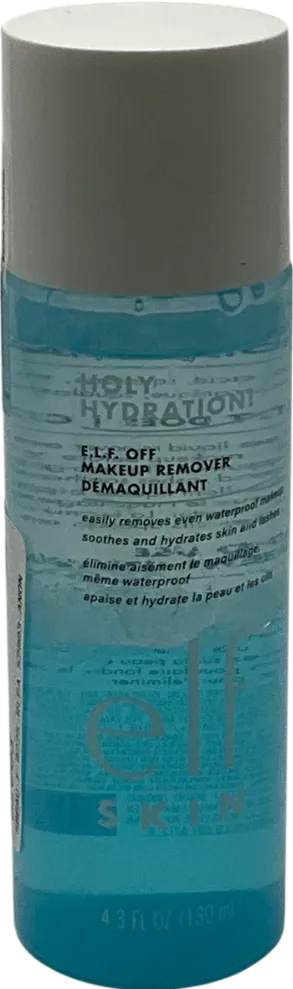 HOLY
HYDRATION!
E.L.F. OFF
MAKEUP REMOVER
DÉMAQUILLANT
easily removes even waterproof makeup
soothes and hydrates skin and lashes
élimine aisément le maquillage,
même waterproof
apaise et hydrate la peau et les cils
elf
SKIN
4.3 FL OZ (130 ml)